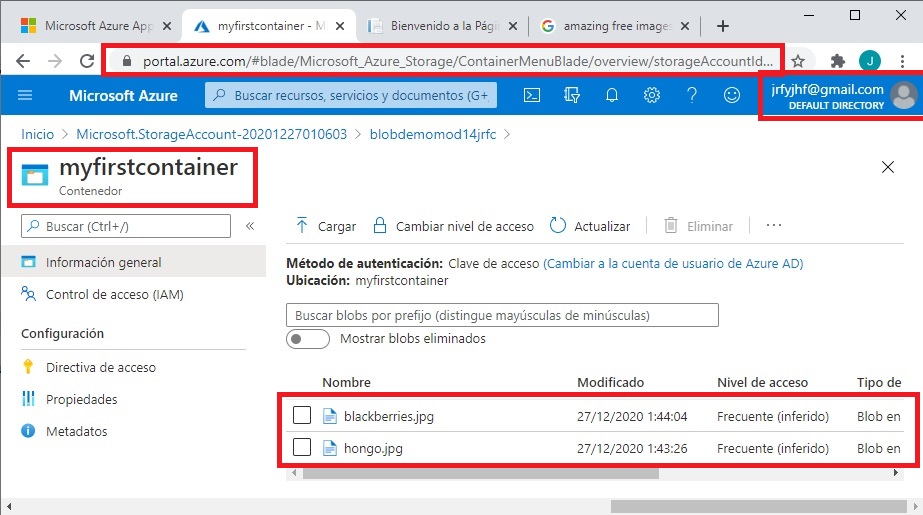 Microsoft Azure App
myfirstcontainer - M
Bienvenido a la Págin
amazing free images
portal.azure.com/#blade/Microsoft_Azure_Storage/ContainerMenuBlade/overview/storageAccountId...
J
Microsoft Azure
Buscar recursos, servicios y documentos (G+,
jrfyjhf@gmail.com
DEFAULT DIRECTORY
Inicio > Microsoft.StorageAccount-20201227010603 > blobdemomod14jrfc >
myfirstcontainer
Contenedor
Buscar (Ctrl+/)
Información general
Control de acceso (IAM)
Configuración
Directiva de acceso
Propiedades
Metadatos
Cargar
Cambiar nivel de acceso
Actualizar
Eliminar
...
Método de autenticación: Clave de acceso (Cambiar a la cuenta de usuario de Azure AD)
Ubicación: myfirstcontainer
Buscar blobs por prefijo (distingue mayúsculas de minúsculas)
Mostrar blobs eliminados
Nombre Modificado Nivel de acceso Tipo de
blackberries.jpg 27/12/2020 1:44:04 Frecuente (inferido) Blob en
hongo.jpg 27/12/2020 1:43:26 Frecuente (inferido) Blob en